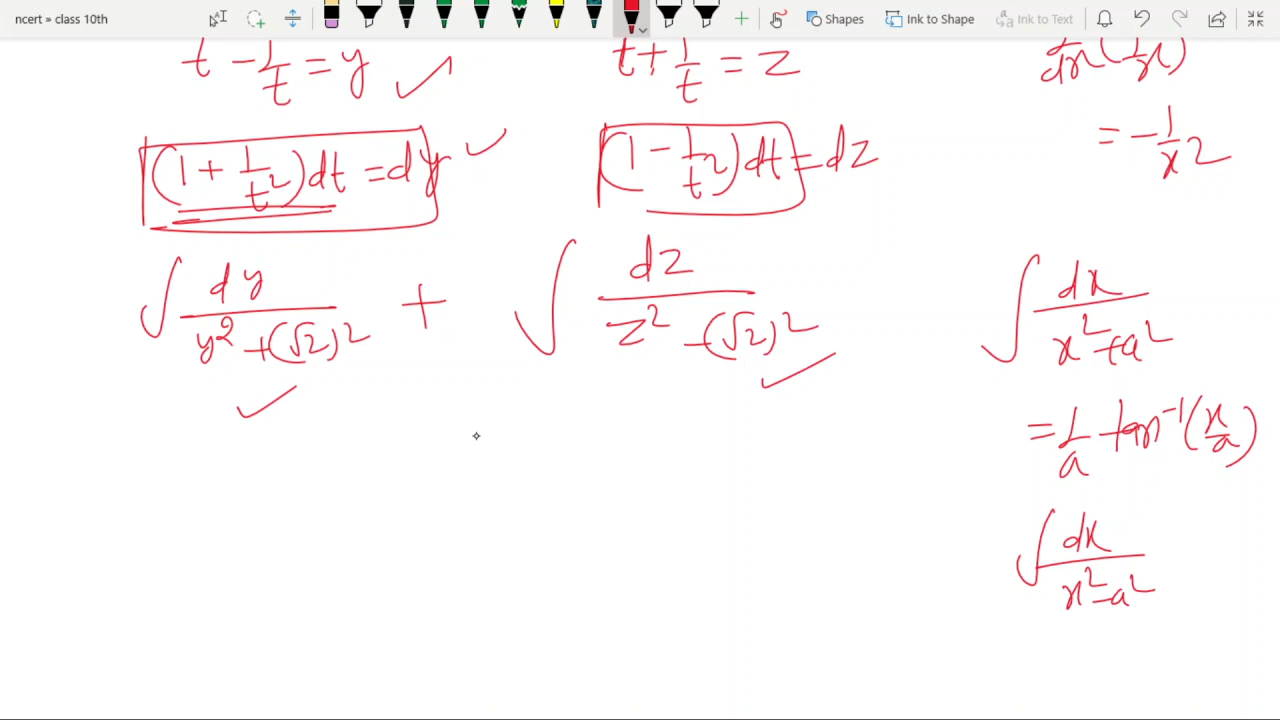 ncert » class 10th
Shapes
Ink to Shape
Ink to Text
t - 1/t = y
t + 1/t = z
d/dx (1/x)
= - 1/x2
(1 + 1/t²) dt = dy
(1 - 1/t²) dt = dz
∫ dy / y² + (√2)² + ∫ dz / z² - (√2)²
∫ dx / x² + a²
= 1/a tan⁻¹ (x/a)
∫ dx / x² - a²